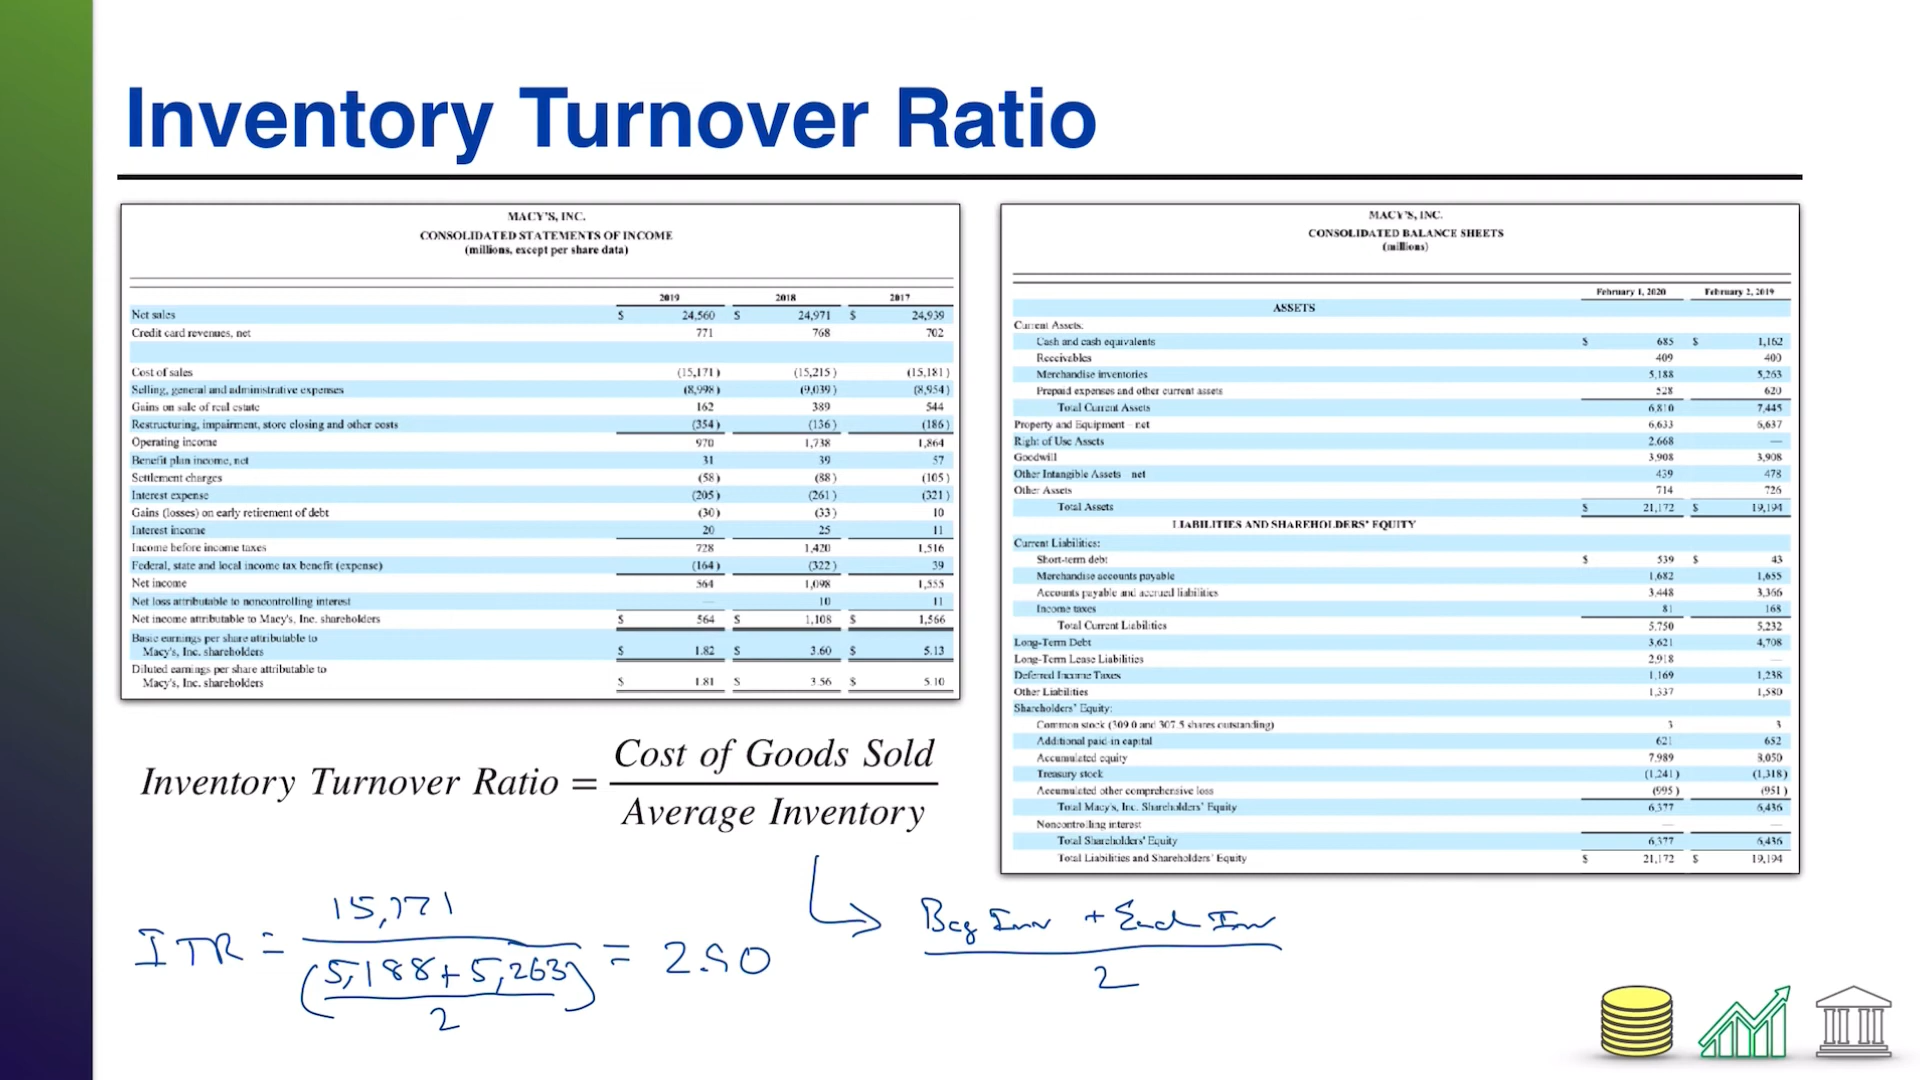 Inventory Turnover Ratio
MACY'S, INC.
CONSOLIDATED STATEMENTS OF INCOME
(millions, except per share data)
2019 2018 2017
Net sales $ 24,560 $ 24,971 $ 24,939
Credit card revenues, net 771 768 702
Cost of sales (15,171) (15,215) (15,181)
Selling, general and administrative expenses (8,998) (9,039) (8,954)
Gains on sale of real estate 162 389 544
Restructuring, impairment, store closing and other costs (354) (136) (186)
Operating income 970 1,738 1,864
Benefit plan income, net 31 39 57
Settlement charges (58) (88) (105)
Interest expense (205) (261) (321)
Gains (losses) on early retirement of debt (30) (33) 10
Interest income 20 25 11
Income before income taxes 728 1,420 1,516
Federal, state and local income tax benefit (expense) (164) (322) 39
Net income 564 1,098 1,555
Net loss attributable to noncontrolling interest — 10 11
Net income attributable to Macy's, Inc. shareholders $ 564 $ 1,108 $ 1,566
Basic earnings per share attributable to
Macy's, Inc. shareholders $ 1.82 $ 3.60 $ 5.13
Diluted earnings per share attributable to
Macy's, Inc. shareholders $ 1.81 $ 3.56 $ 5.10
MACY'S, INC.
CONSOLIDATED BALANCE SHEETS
(millions)
February 1, 2020 February 2, 2019
ASSETS
Current Assets:
Cash and cash equivalents $ 685 $ 1,162
Receivables 409 400
Merchandise inventories 5,188 5,263
Prepaid expenses and other current assets 528 620
Total Current Assets 6,810 7,445
Property and Equipment – net 6,633 6,637
Right of Use Assets 2,668 —
Goodwill 3,908 3,908
Other Intangible Assets – net 439 478
Other Assets 714 726
Total Assets $ 21,172 $ 19,194
LIABILITIES AND SHAREHOLDERS' EQUITY
Current Liabilities:
Short-term debt $ 539 $ 43
Merchandise accounts payable 1,682 1,655
Accounts payable and accrued liabilities 3,448 3,366
Income taxes 81 168
Total Current Liabilities 5,750 5,232
Long-Term Debt 3,621 4,708
Long-Term Lease Liabilities 2,918 —
Deferred Income Taxes 1,169 1,238
Other Liabilities 1,337 1,580
Shareholders' Equity:
Common stock (309.0 and 307.5 shares outstanding) 3 3
Additional paid-in capital 621 652
Accumulated equity 7,989 8,050
Treasury stock (1,241) (1,318)
Accumulated other comprehensive loss (995) (951)
Total Macy's, Inc. Shareholders' Equity 6,377 6,436
Noncontrolling interest — —
Total Shareholders' Equity 6,377 6,436
Total Liabilities and Shareholders' Equity $ 21,172 $ 19,194
Inventory Turnover Ratio = Cost of Goods Sold
Average Inventory
ITR = 15,171
(5,188 + 5,263) = 2.90
2
Beg Inv + End Inv
2